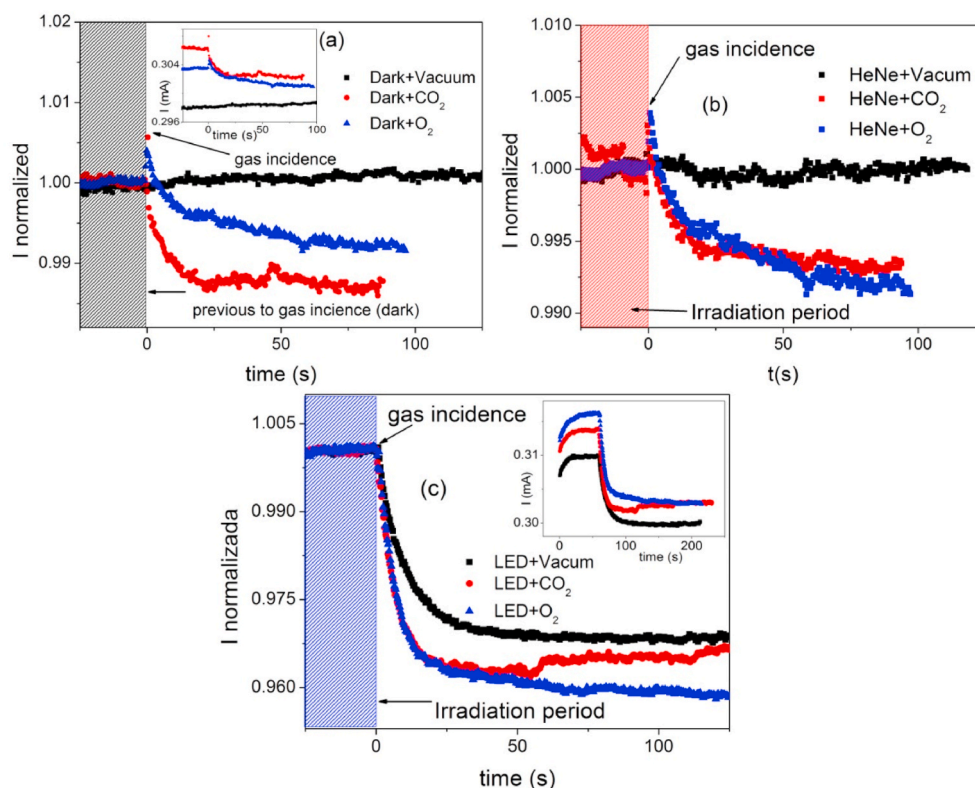 (a)
1.02
1.01
1.00
0.99
I normalized
0.304
0.296
I (mA)
0 50 100
time (s)
Dark+Vacuum
Dark+CO₂
Dark+O₂
gas incidence
previous to gas incience (dark)
0 50 100
time (s)
(b)
1.010
1.005
1.000
0.995
0.990
I normalized
gas incidence
HeNe+Vacuum
HeNe+CO₂
HeNe+O₂
Irradiation period
0 50 100
t(s)
(c)
1.005
0.990
0.975
0.960
I normalizada
gas incidence
0.31
0.30
I (mA)
0 100 200
time (s)
LED+Vacum
LED+CO₂
LED+O₂
Irradiation period
0 50 100
time (s)